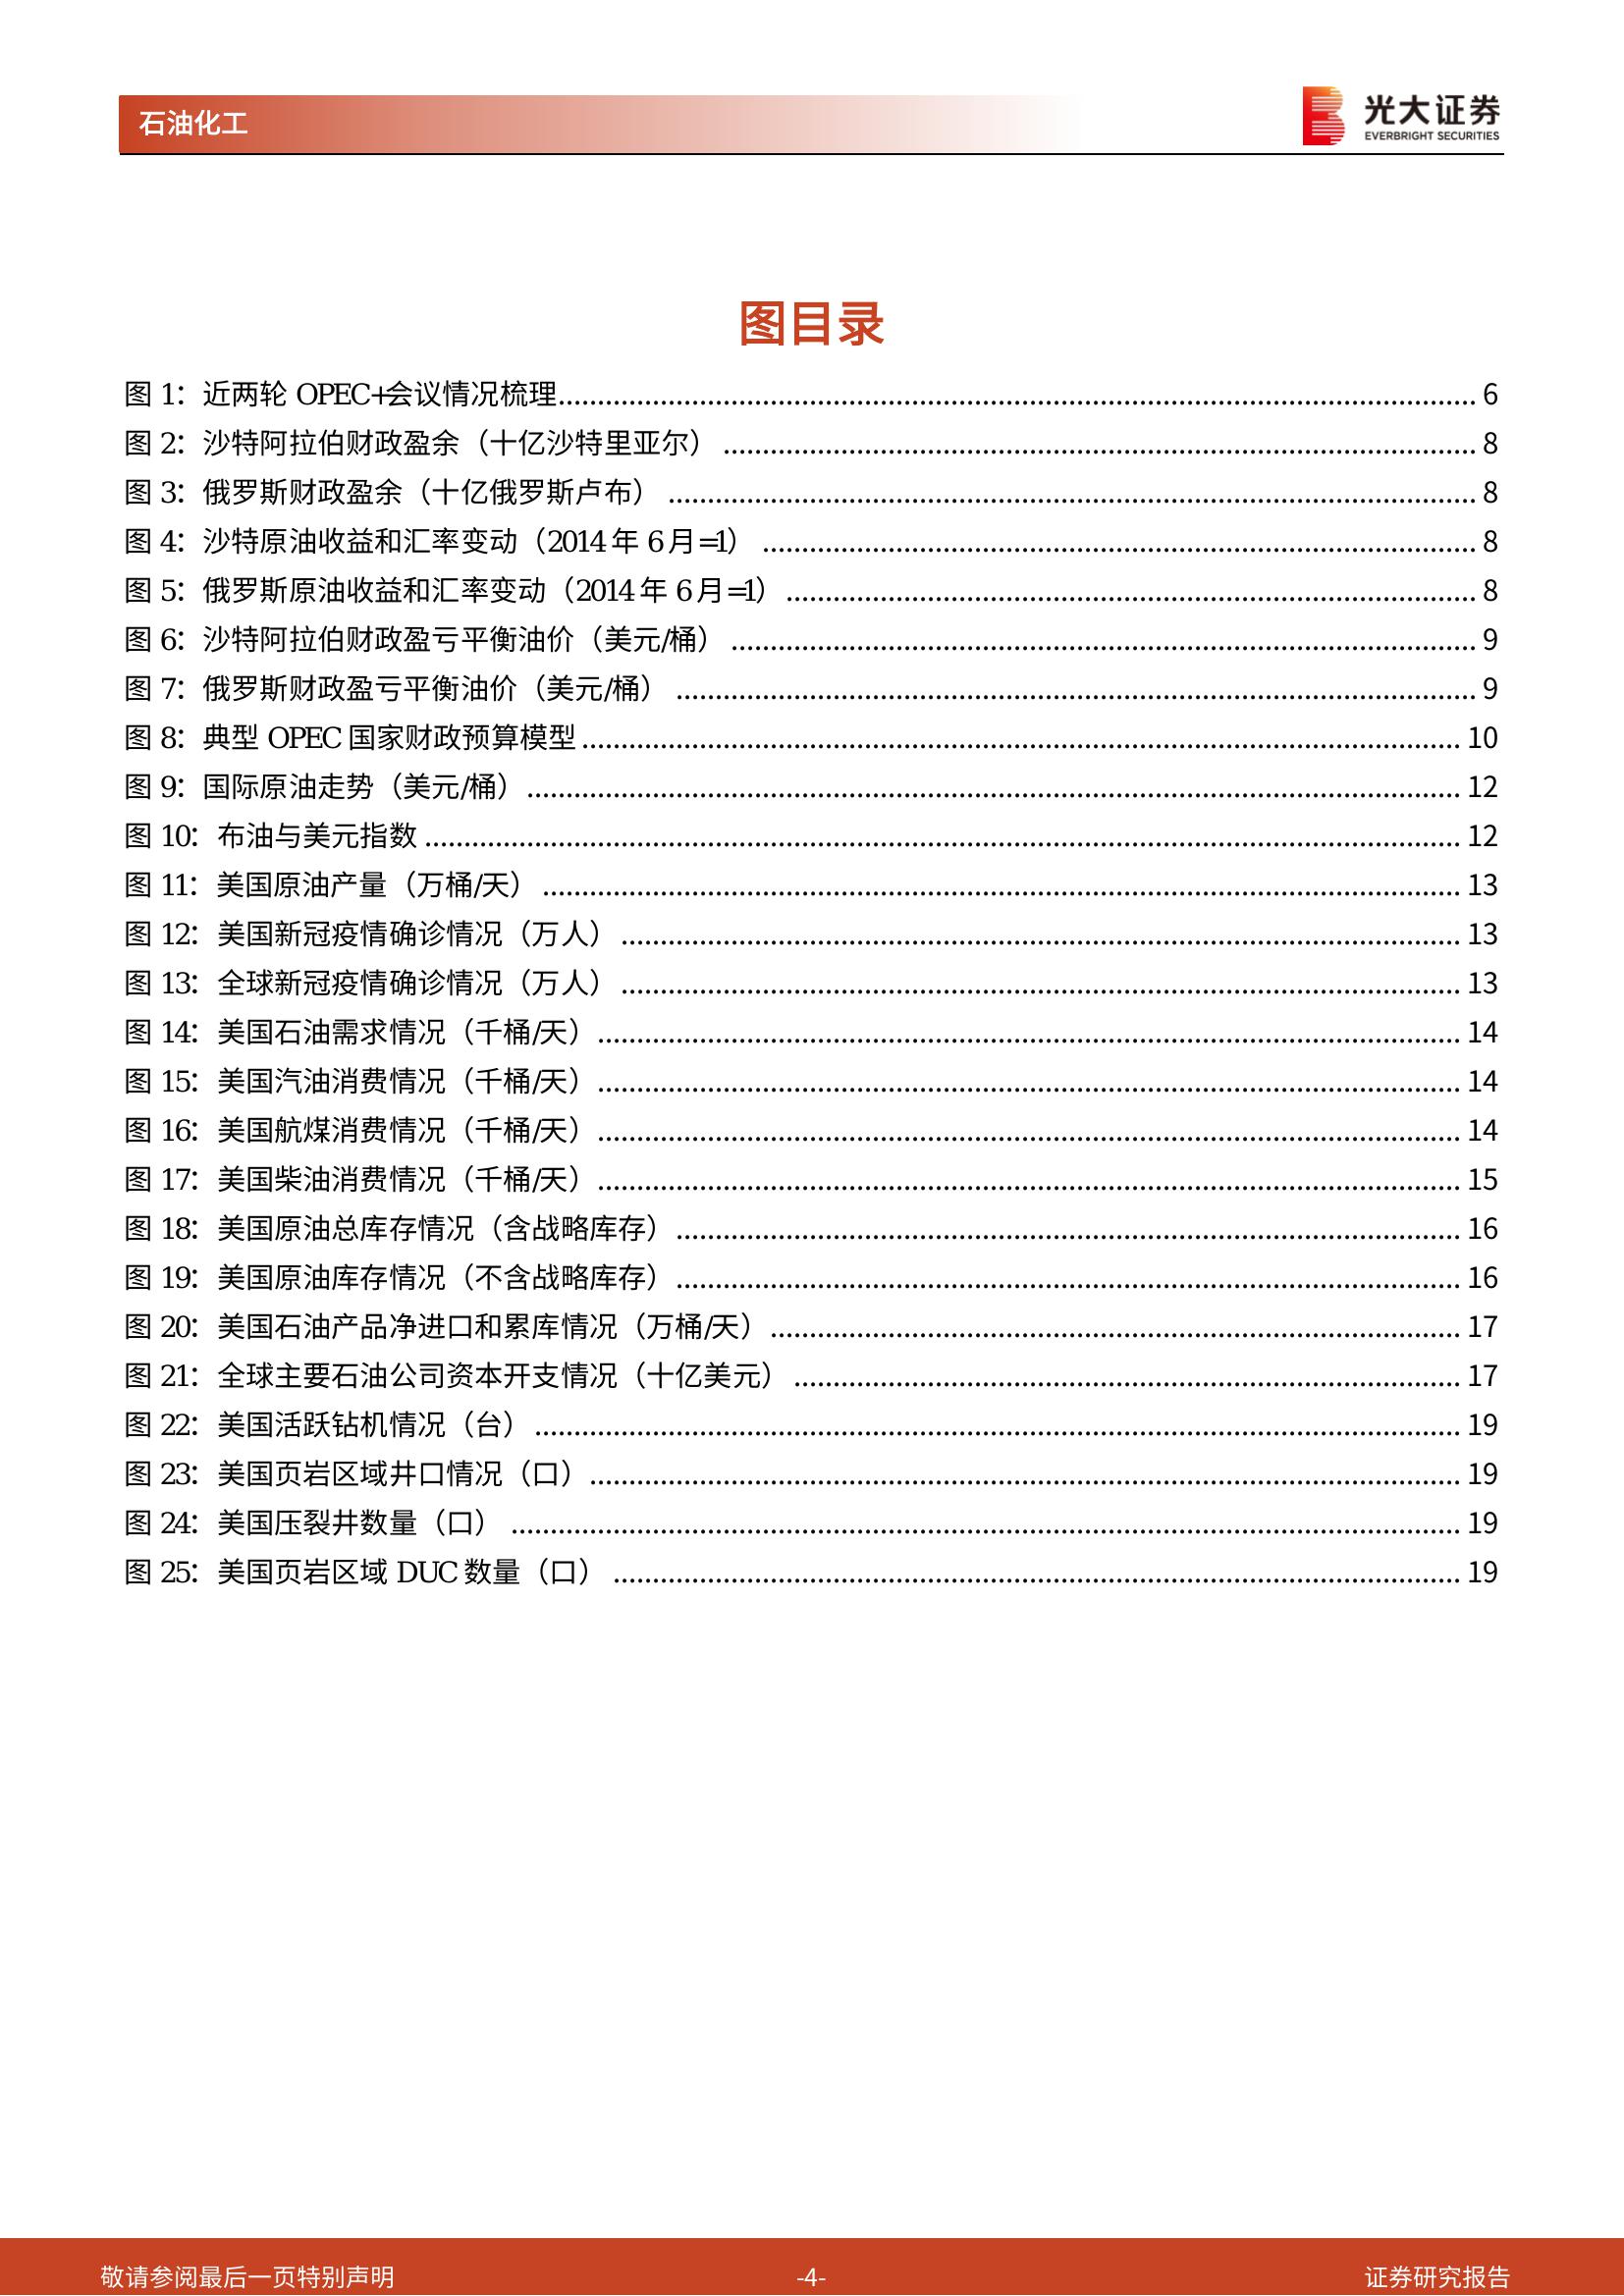 石油化工
光大证券
EVERBRIGHT SECURITIES
图目录
图 1：近两轮 OPEC+会议情况梳理 6
图 2：沙特阿拉伯财政盈余（十亿沙特里亚尔） 8
图 3：俄罗斯财政盈余（十亿俄罗斯卢布） 8
图 4：沙特原油收益和汇率变动（2014 年 6 月=1） 8
图 5：俄罗斯原油收益和汇率变动（2014 年 6 月=1） 8
图 6：沙特阿拉伯财政盈亏平衡油价（美元/桶） 9
图 7：俄罗斯财政盈亏平衡油价（美元/桶） 9
图 8：典型 OPEC 国家财政预算模型 10
图 9：国际原油走势（美元/桶） 12
图 10：布油与美元指数 12
图 11：美国原油产量（万桶/天） 13
图 12：美国新冠疫情确诊情况（万人） 13
图 13：全球新冠疫情确诊情况（万人） 13
图 14：美国石油需求情况（千桶/天） 14
图 15：美国汽油消费情况（千桶/天） 14
图 16：美国航煤消费情况（千桶/天） 14
图 17：美国柴油消费情况（千桶/天） 15
图 18：美国原油总库存情况（含战略库存） 16
图 19：美国原油库存情况（不含战略库存） 16
图 20：美国石油产品净进口和累库情况（万桶/天） 17
图 21：全球主要石油公司资本开支情况（十亿美元） 17
图 22：美国活跃钻机情况（台） 19
图 23：美国页岩区域井口情况（口） 19
图 24：美国压裂井数量（口） 19
图 25：美国页岩区域 DUC 数量（口） 19
敬请参阅最后一页特别声明 -4- 证券研究报告